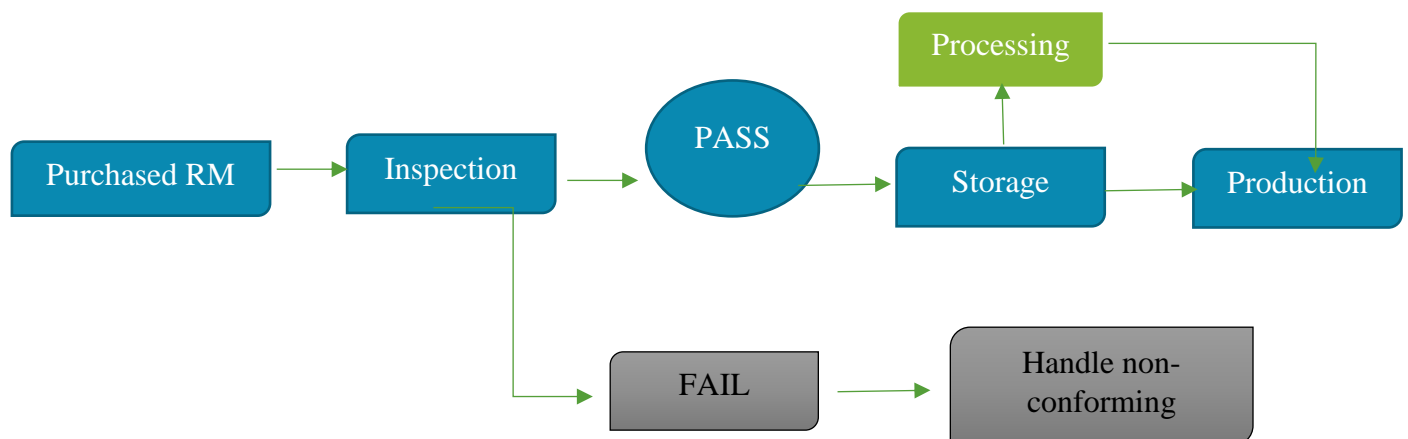 Processing
PASS
Purchased RM
Inspection
Storage
Production
FAIL
Handle non-
conforming